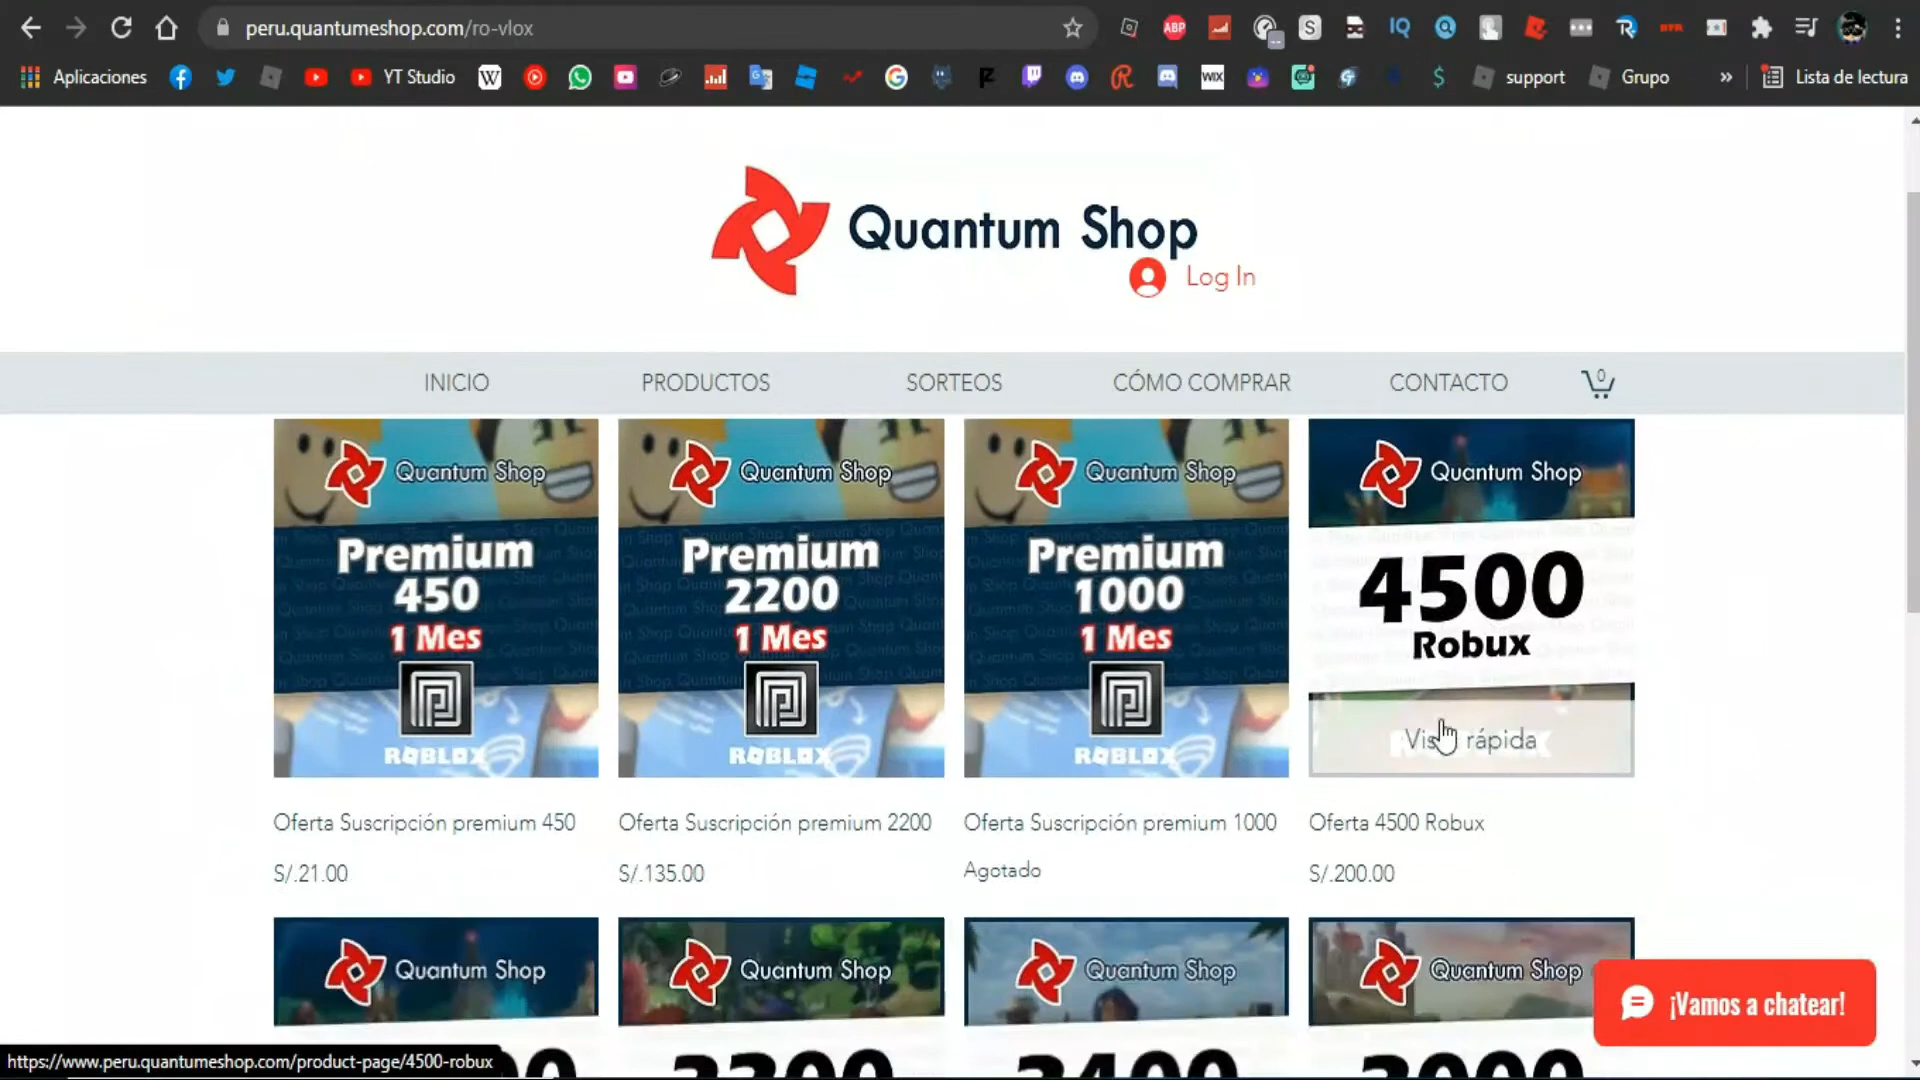 peru.quantumeshop.com/ro-vlox
ABP
Aplicaciones
YT Studio
WIX
support
Grupo
Lista de lectura
Quantum Shop
Log In
INICIO
PRODUCTOS
SORTEOS
CÓMO COMPRAR
CONTACTO
0
Quantum Shop
Premium
450
1 Mes
ROBLOX
Quantum Shop
Premium
2200
1 Mes
ROBLOX
Quantum Shop
Premium
1000
1 Mes
ROBLOX
Quantum Shop
4500
Robux
rápida
Oferta Suscripción premium 450
S/.21.00
Oferta Suscripción premium 2200
S/.135.00
Oferta Suscripción premium 1000
Agotado
Oferta 4500 Robux
S/.200.00
Quantum Shop
Quantum Shop
Quantum Shop
Quantum Shop
¡Vamos a chatear!
https://www.peru.quantumeshop.com/product-page/4500-robux